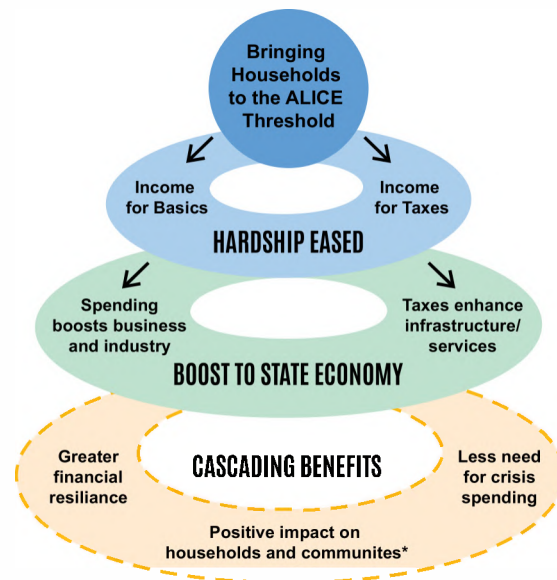 Bringing
Households
to the ALICE
Threshold
Income
for Basics
Income
for Taxes
HARDSHIP EASED
Spending
boosts business
and industry
Taxes enhance
infrastructure/
services
BOOST TO STATE ECONOMY
Greater
financial
resiliance
CASCADING BENEFITS
Less need
for crisis
spending
Positive impact on
households and communites*